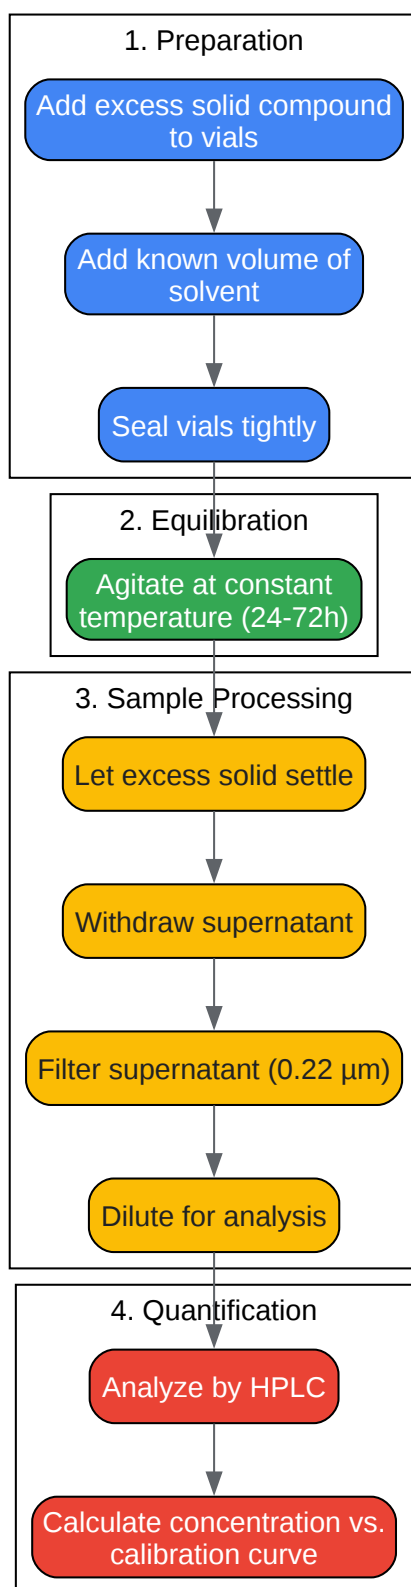 1. Preparation
Add excess solid compound
to vials
Add known volume of
solvent
Seal vials tightly
2. Equilibration
Agitate at constant
temperature (24-72h)
3. Sample Processing
Let excess solid settle
Withdraw supernatant
Filter supernatant (0.22 µm)
Dilute for analysis
4. Quantification
Analyze by HPLC
Calculate concentration vs.
calibration curve